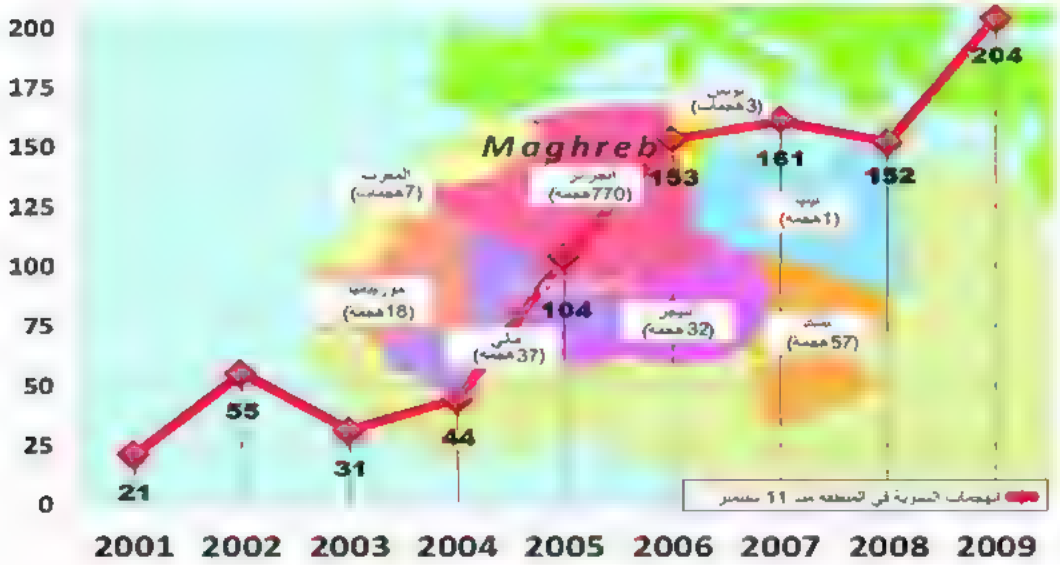 200
204
175
تونس
(3 هجمات)
150
Maghreb
153
161
152
المغرب
(7 هجمات)
الجزائر
(770 هجمة)
125
ليبيا
(1 هجمة)
100
104
موريتانيا
(18 هجمة)
النيجر
(32 هجمة)
تشاد
(57 هجمة)
75
مالي
(37 هجمة)
50
55
44
31
25
21
الهجمات السنوية في المنطقة منذ 11 سبتمبر
0
2001 2002 2003 2004 2005 2006 2007 2008 2009